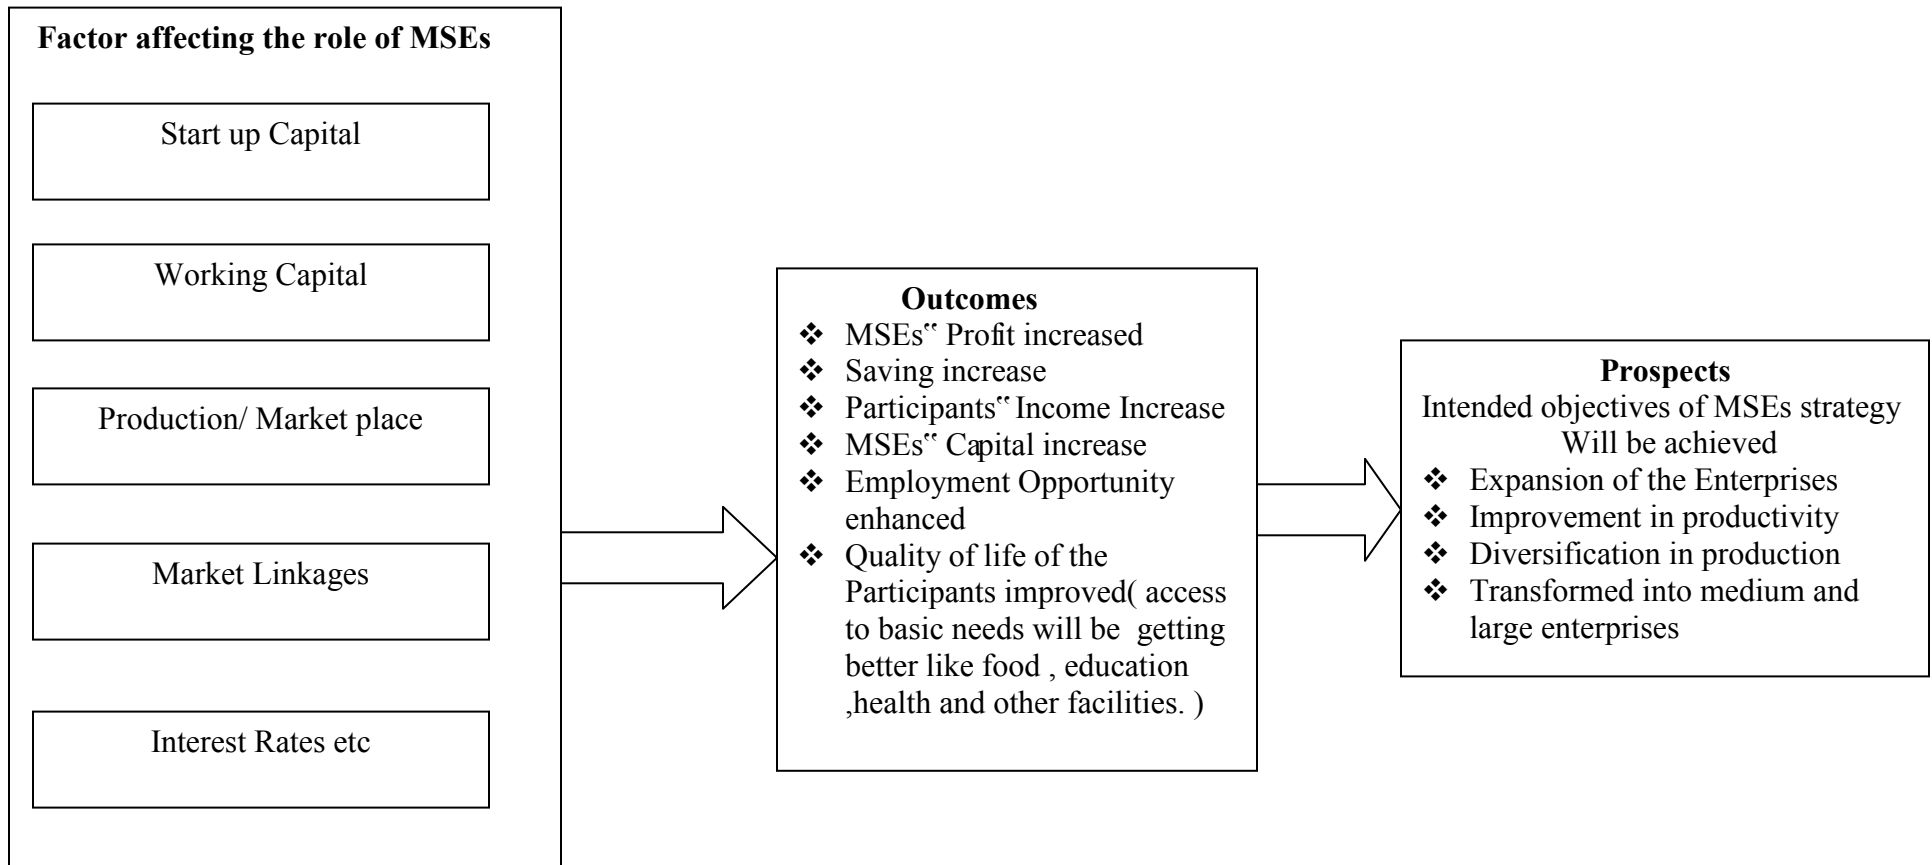 Factor affecting the role of MSEs
Start up Capital
Working Capital
Production/ Market place
Market Linkages
Interest Rates etc
Outcomes
❖ MSEs‟ Profit increased
❖ Saving increase
❖ Participants‟ Income Increase
❖ MSEs‟ Capital increase
❖ Employment Opportunity
enhanced
❖ Quality of life of the
Participants improved( access
to basic needs will be getting
better like food , education
,health and other facilities. )
Prospects
Intended objectives of MSEs strategy
Will be achieved
❖ Expansion of the Enterprises
❖ Improvement in productivity
❖ Diversification in production
❖ Transformed into medium and
large enterprises